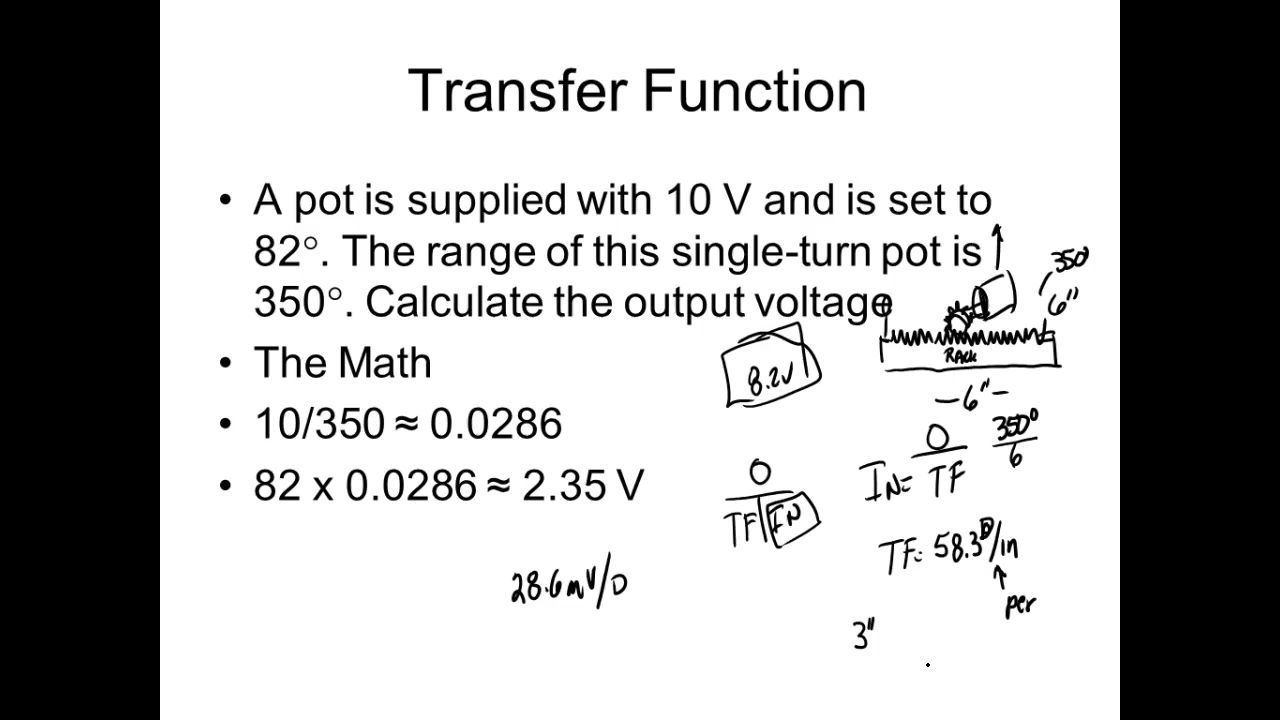 Transfer Function
• A pot is supplied with 10 V and is set to
82°. The range of this single-turn pot is
350°. Calculate the output voltage
• The Math
• 10/350 ≈ 0.0286
• 82 x 0.0286 ≈ 2.35 V
350°
6"
RACK
8.2V
6"
O
TF IN
IN= O
TF
350°
6
TF= 58.3°/in
per
28.6mV/D
3"